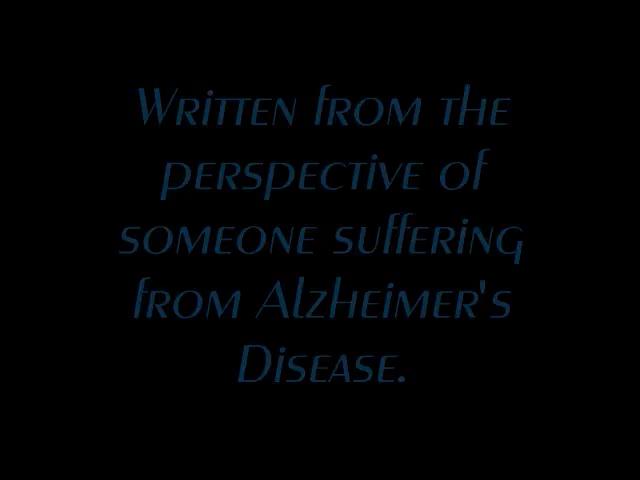 Written from the
perspective of
someone suffering
from Alzheimer's
Disease.